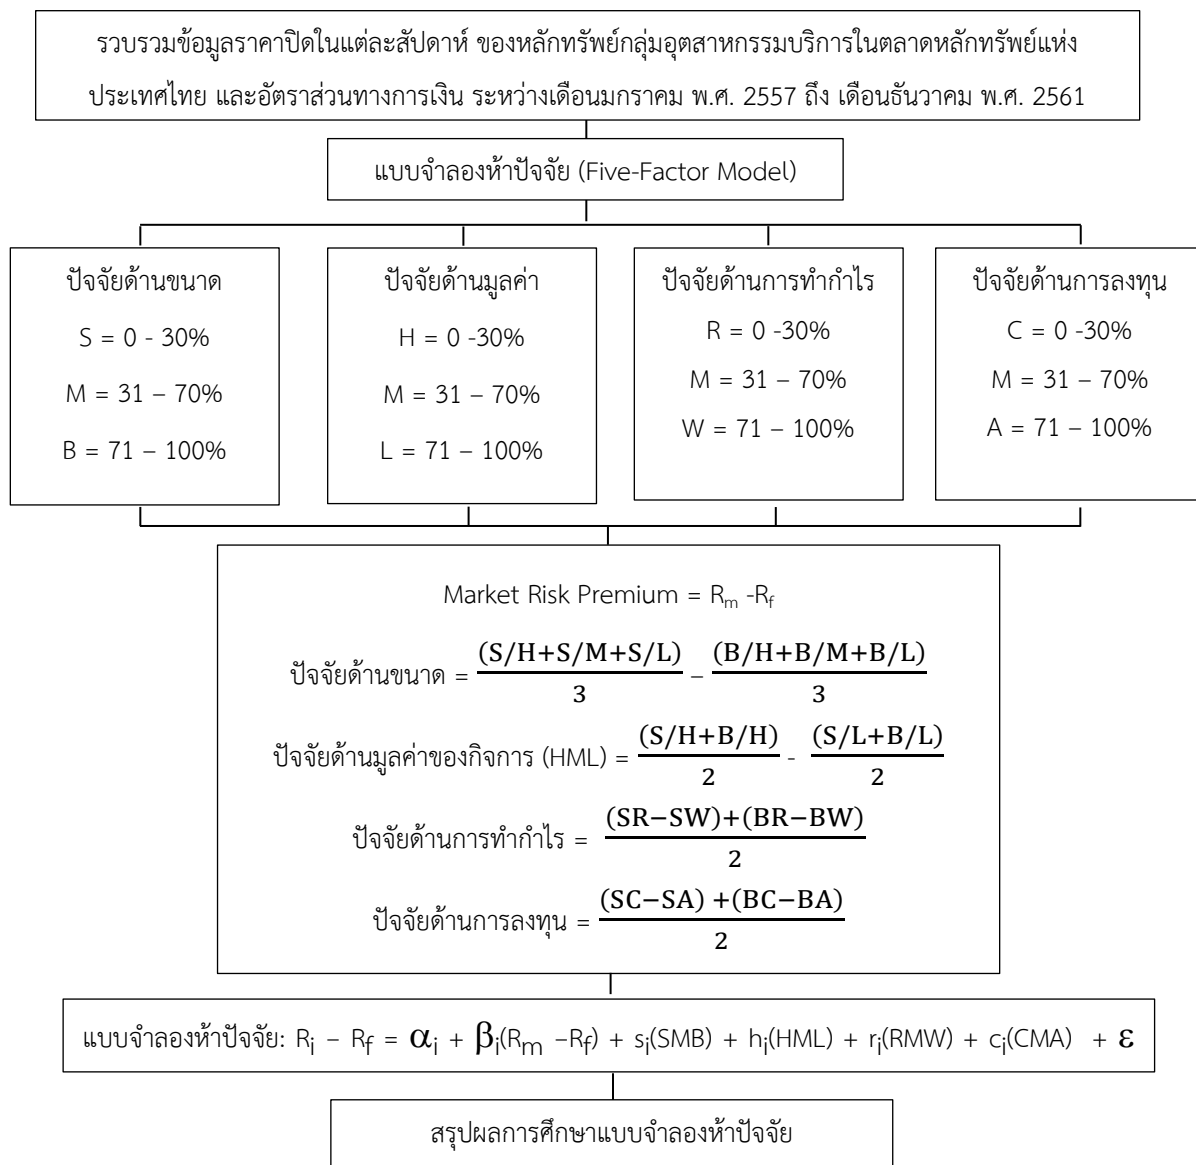 รวบรวมข้อมูลราคาปิดในแต่ละสัปดาห์ ของหลักทรัพย์กลุ่มอุตสาหกรรมบริการในตลาดหลักทรัพย์แห่ง
ประเทศไทย และอัตราส่วนทางการเงิน ระหว่างเดือนมกราคม พ.ศ. 2557 ถึง เดือนธันวาคม พ.ศ. 2561
แบบจำลองห้าปัจจัย (Five-Factor Model)
ปัจจัยด้านขนาด
S = 0 - 30%
M = 31 – 70%
B = 71 – 100%
ปัจจัยด้านมูลค่า
H = 0 -30%
M = 31 – 70%
L = 71 – 100%
ปัจจัยด้านการทำกำไร
R = 0 -30%
M = 31 – 70%
W = 71 – 100%
ปัจจัยด้านการลงทุน
C = 0 -30%
M = 31 – 70%
A = 71 – 100%
Market Risk Premium = Rm -Rf
ปัจจัยด้านขนาด = (S/H+S/M+S/L)/3 – (B/H+B/M+B/L)/3
ปัจจัยด้านมูลค่าของกิจการ (HML) = (S/H+B/H)/2 - (S/L+B/L)/2
ปัจจัยด้านการทำกำไร = (SR−SW)+(BR−BW)/2
ปัจจัยด้านการลงทุน = (SC−SA) +(BC−BA)/2
แบบจำลองห้าปัจจัย: Ri – Rf = αi + βi(Rm –Rf) + si(SMB) + hi(HML) + ri(RMW) + ci(CMA) + ε
สรุปผลการศึกษาแบบจำลองห้าปัจจัย